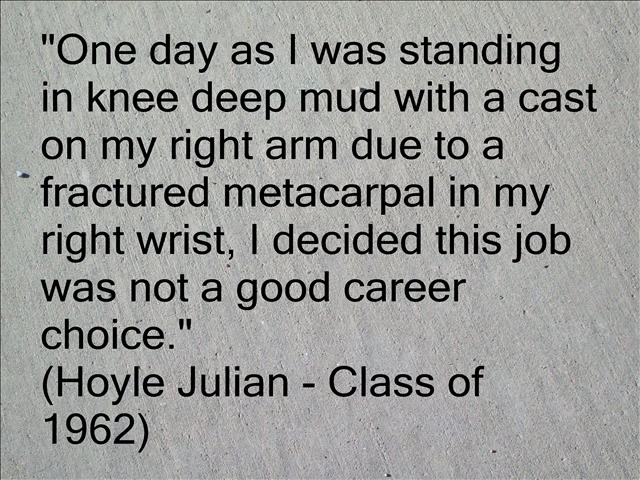 "One day as I was standing
in knee deep mud with a cast
on my right arm due to a
fractured metacarpal in my
right wrist, I decided this job
was not a good career
choice."
(Hoyle Julian - Class of
1962)